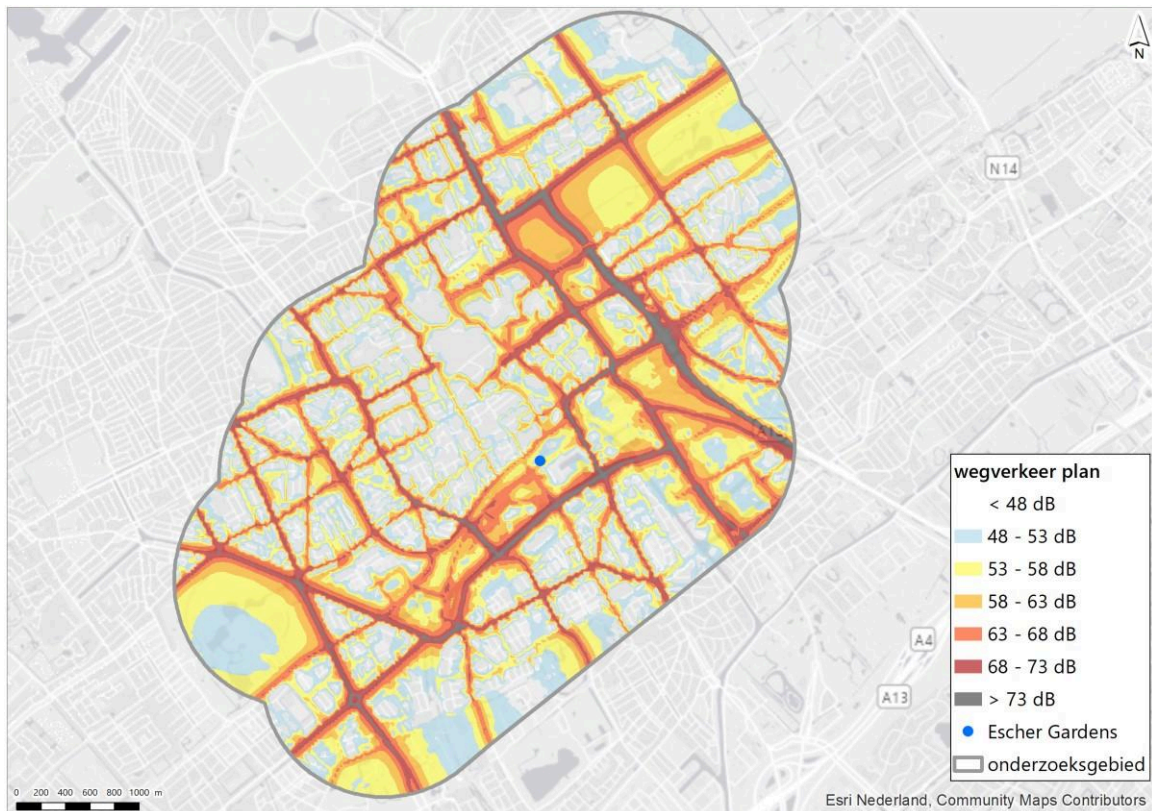 N
N14
A12
wegverkeer plan
< 48 dB
48 - 53 dB
53 - 58 dB
58 - 63 dB
63 - 68 dB
68 - 73 dB
> 73 dB
Escher Gardens
onderzoeksgebied
A4
A13
0 200 400 600 800 1000 m
Esri Nederland, Community Maps Contributors